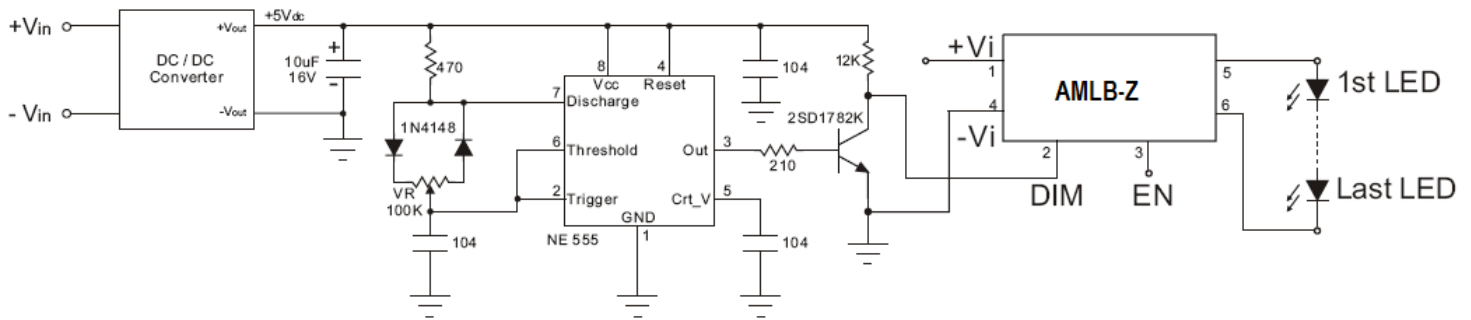 +Vin
- Vin
DC / DC
Converter
+Vout
-Vout
+5Vdc
+
10uF
16V
-
470
1N4148
VR
100K
104
8
Vcc
4
Reset
7
Discharge
6
Threshold
2
Trigger
Out
3
Crt_V
5
GND
1
NE 555
104
104
210
12K
2SD1782K
+Vi
1
4
-Vi
AMLB-Z
2
DIM
3
EN
5
6
1st LED
Last LED